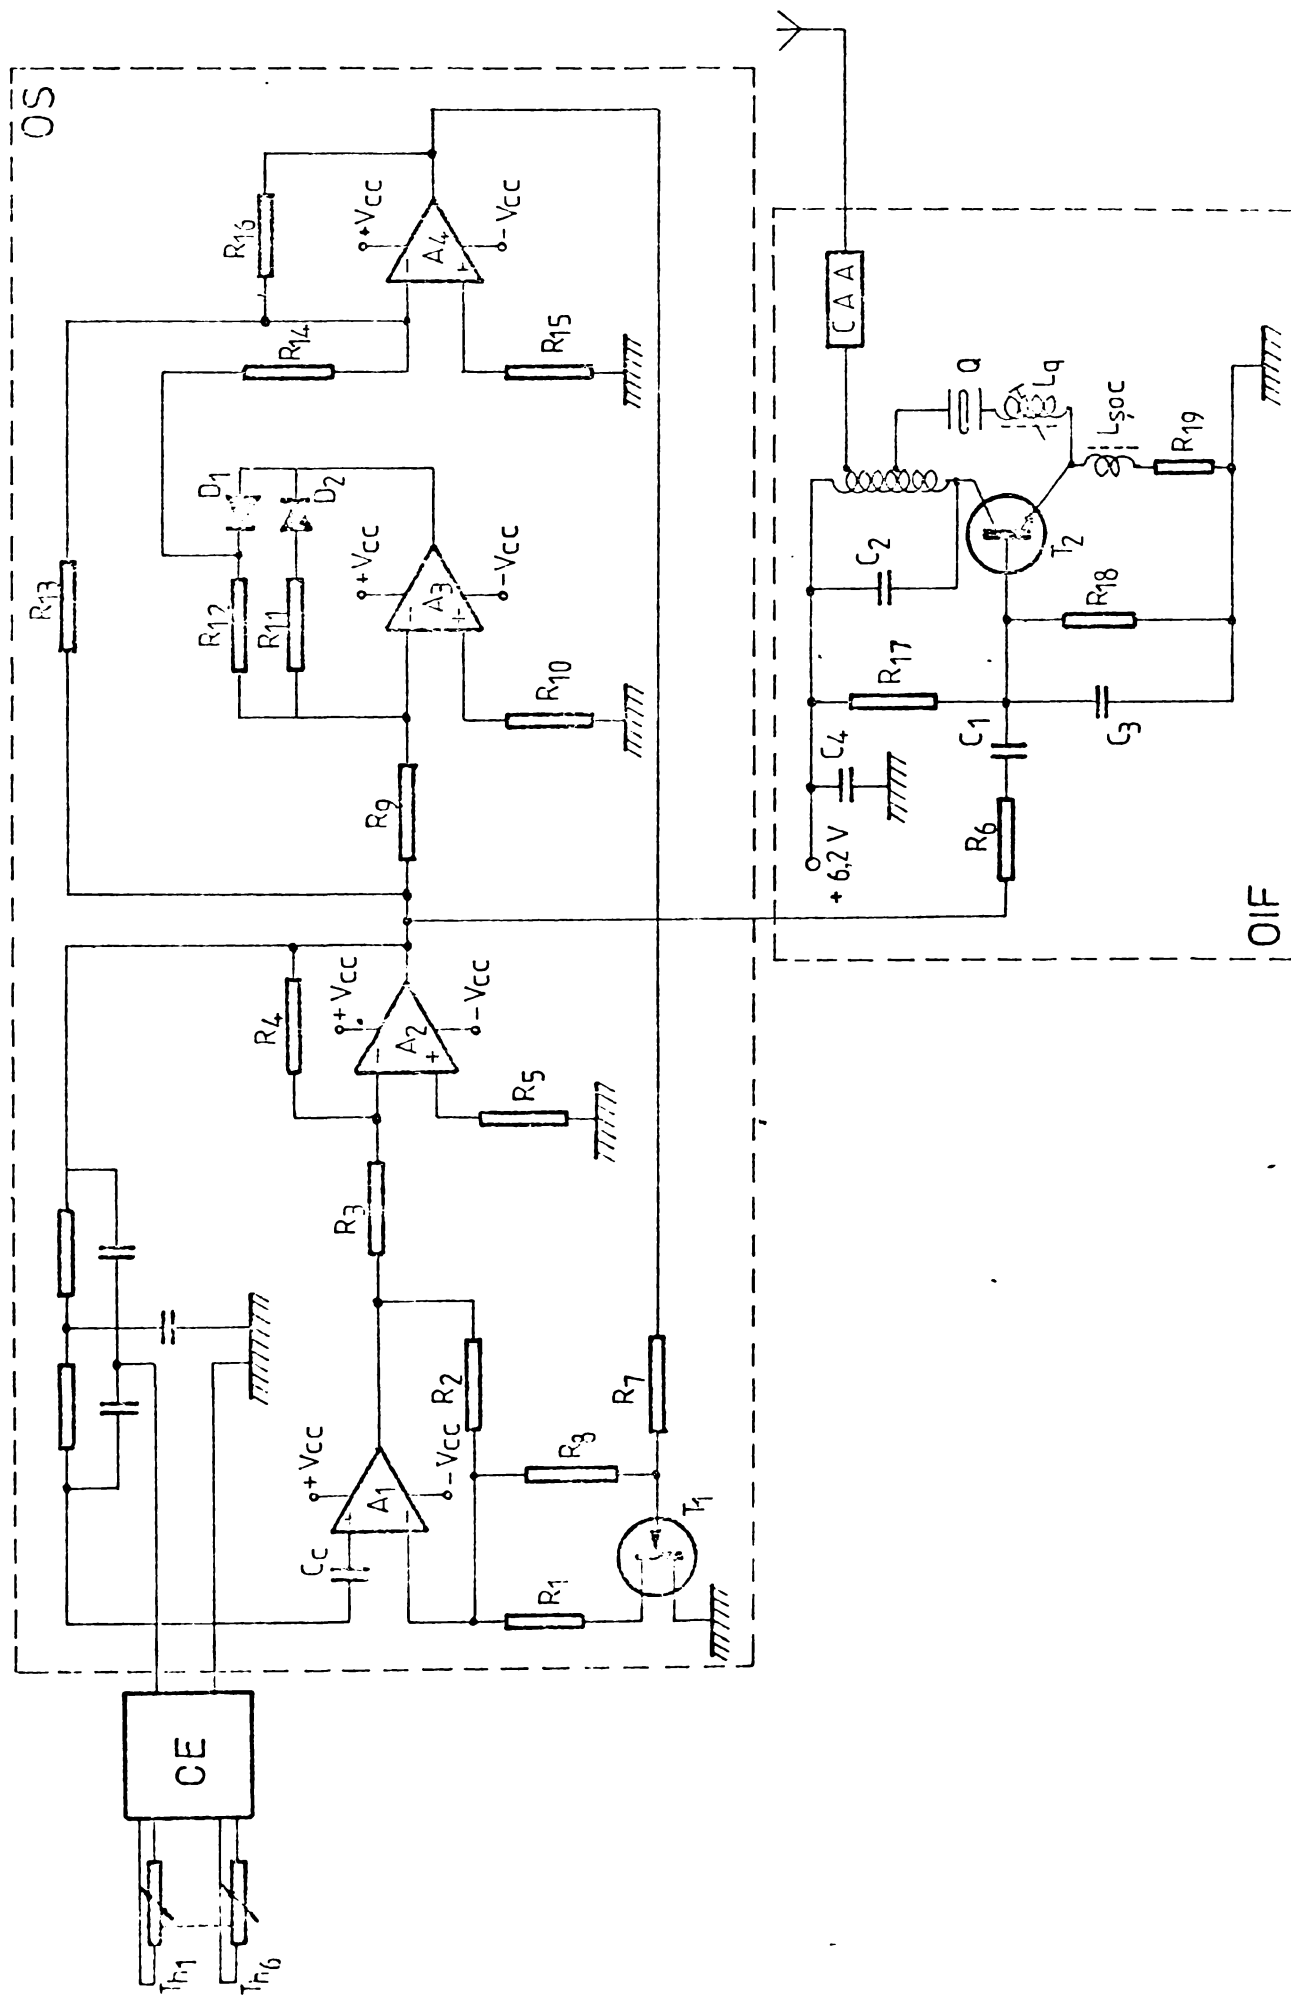 OS
R13
R16
R14
R12
R11
D1
D2
+Vcc
A4
-Vcc
R15
+Vcc
A3
-Vcc
R10
R9
R4
+Vcc
A2
-Vcc
R5
R3
R2
+Vcc
A1
-Vcc
Cc
R1
R7
T1
CE
Th1
Th6
CAA
Q
Lq
Lsoc
R19
C2
T2
R18
R17
C4
+6,2 V
C1
C3
R6
OIF